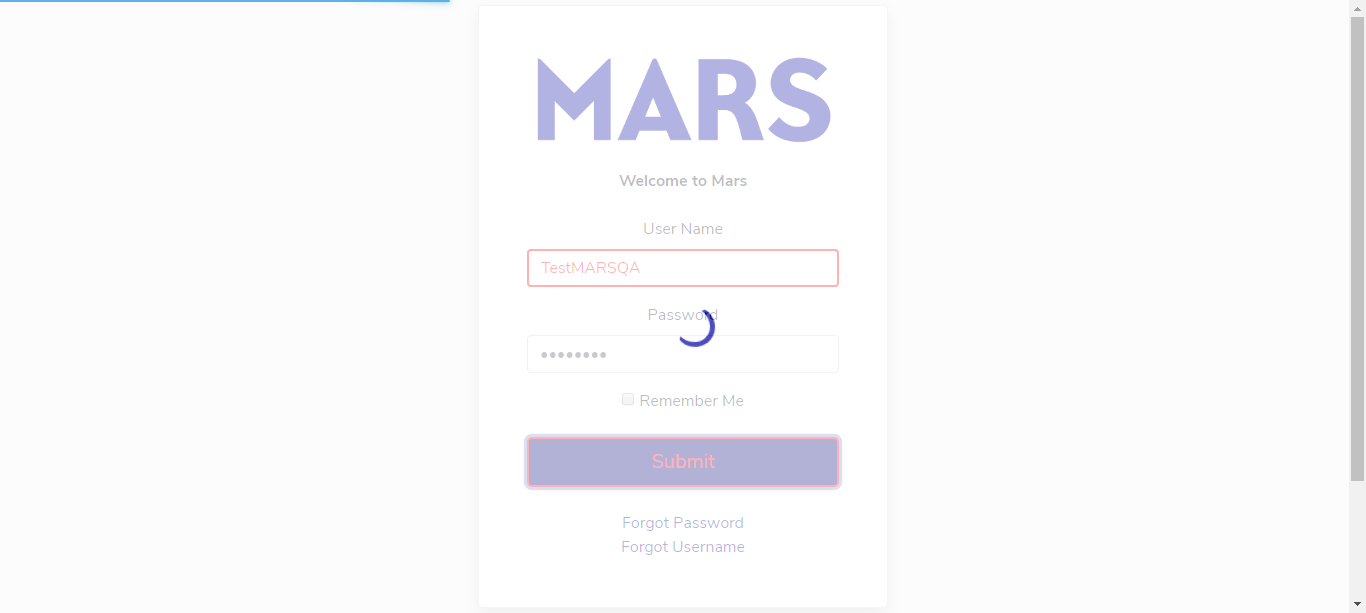 MARS
Welcome to Mars
User Name
TestMARSQA
Password
Remember Me
Submit
Forgot Password
Forgot Username